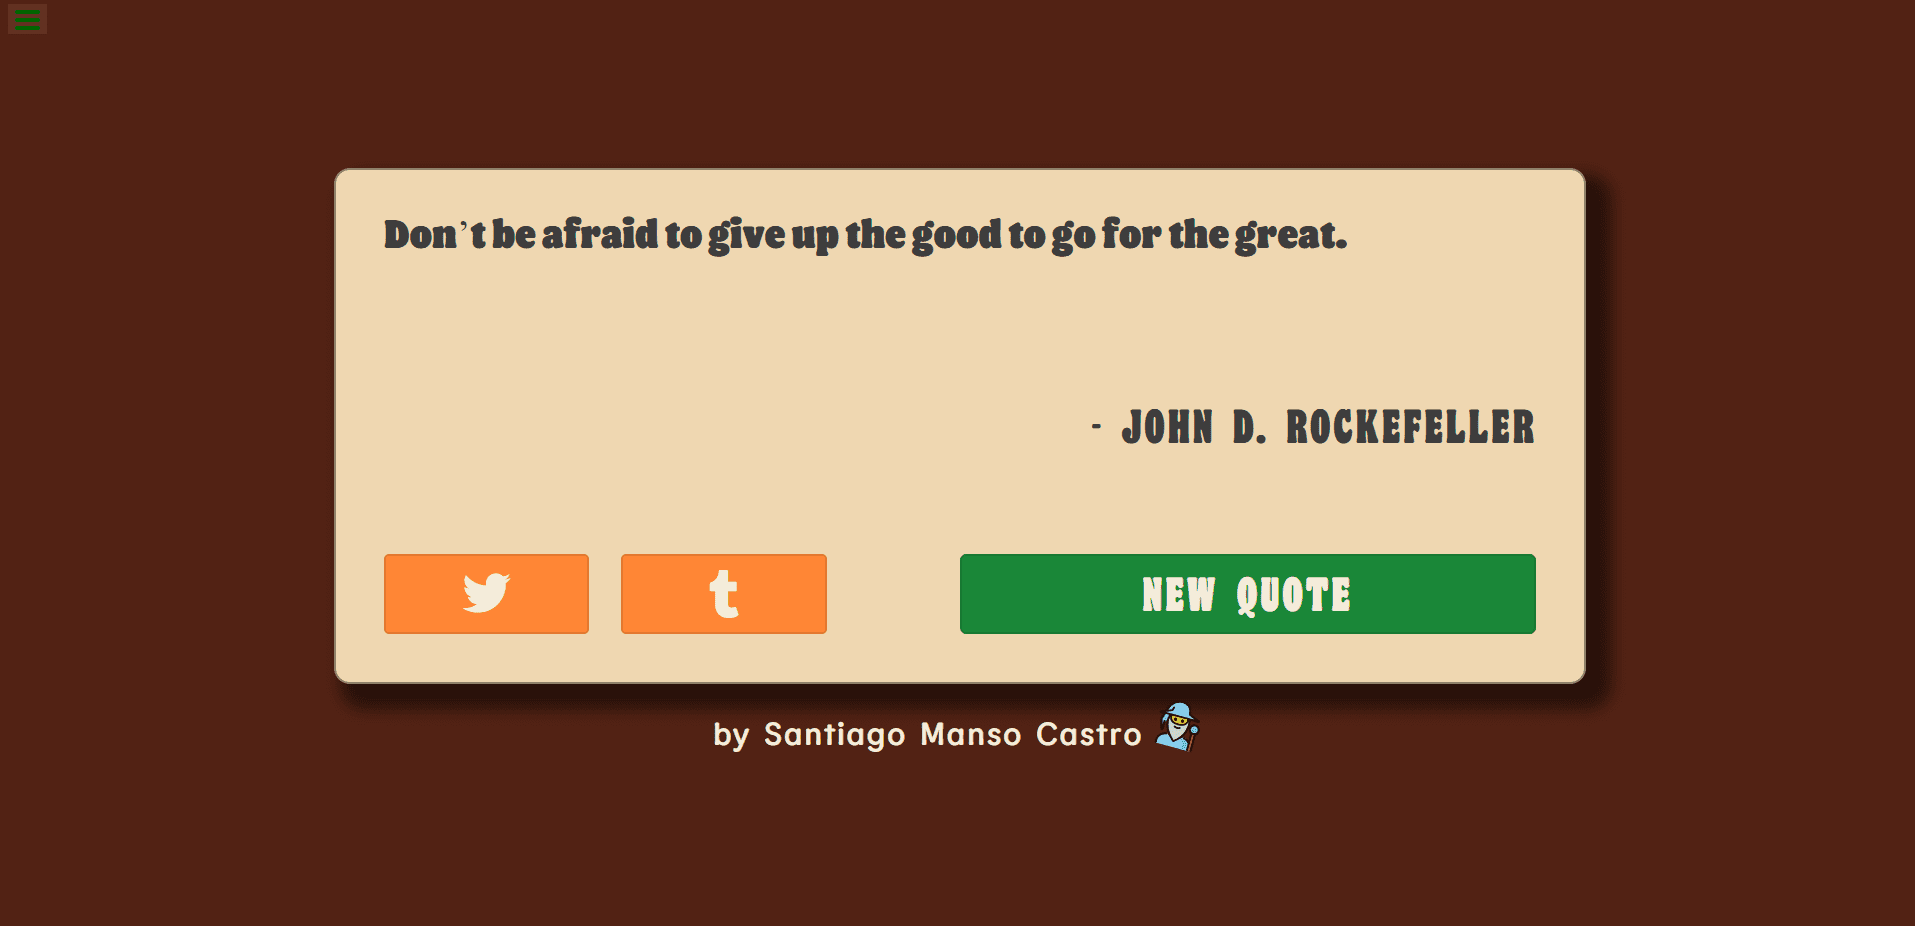 Don't be afraid to give up the good to go for the great.
- JOHN D. ROCKEFELLER
NEW QUOTE
by Santiago Manso Castro